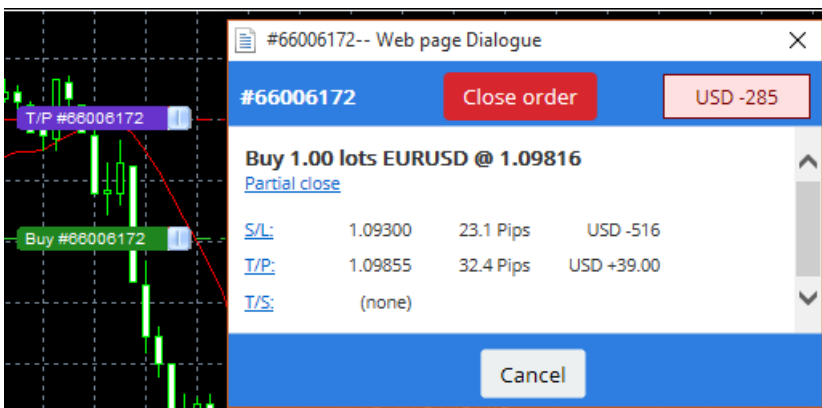 #66006172-- Web page Dialogue
#66006172 Close order USD -285
T/P #66006172
Buy 1.00 lots EURUSD @ 1.09816
Partial close
Buy #66006172
S/L: 1.09300 23.1 Pips USD -516
T/P: 1.09855 32.4 Pips USD +39.00
T/S: (none)
Cancel